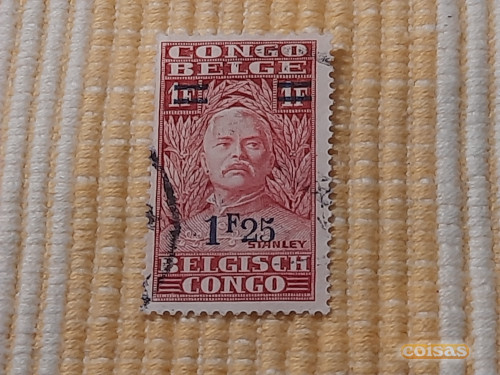 CONGO
BELGE
1F 1F
1F25
STANLEY
BELGISCH
CONGO
coisas